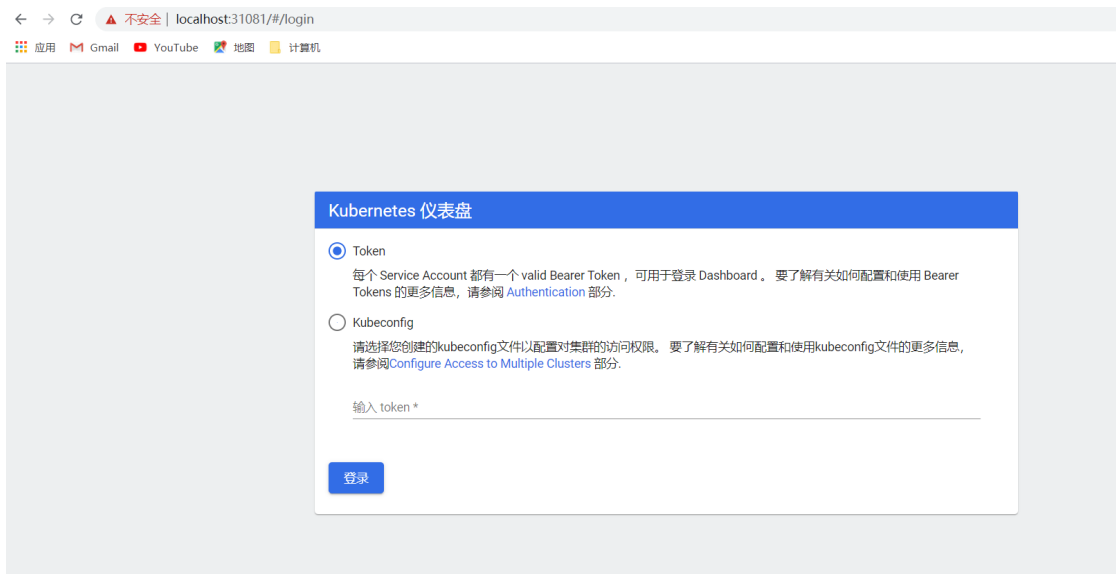 不安全 | localhost:31081/#/login
应用 Gmail YouTube 地图 计算机
Kubernetes 仪表盘
Token
每个 Service Account 都有一个 valid Bearer Token ，可用于登录 Dashboard 。 要了解有关如何配置和使用 Bearer
Tokens 的更多信息，请参阅 Authentication 部分.
Kubeconfig
请选择您创建的kubeconfig文件以配置对集群的访问权限。 要了解有关如何配置和使用kubeconfig文件的更多信息，
请参阅Configure Access to Multiple Clusters 部分.
输入 token *
登录